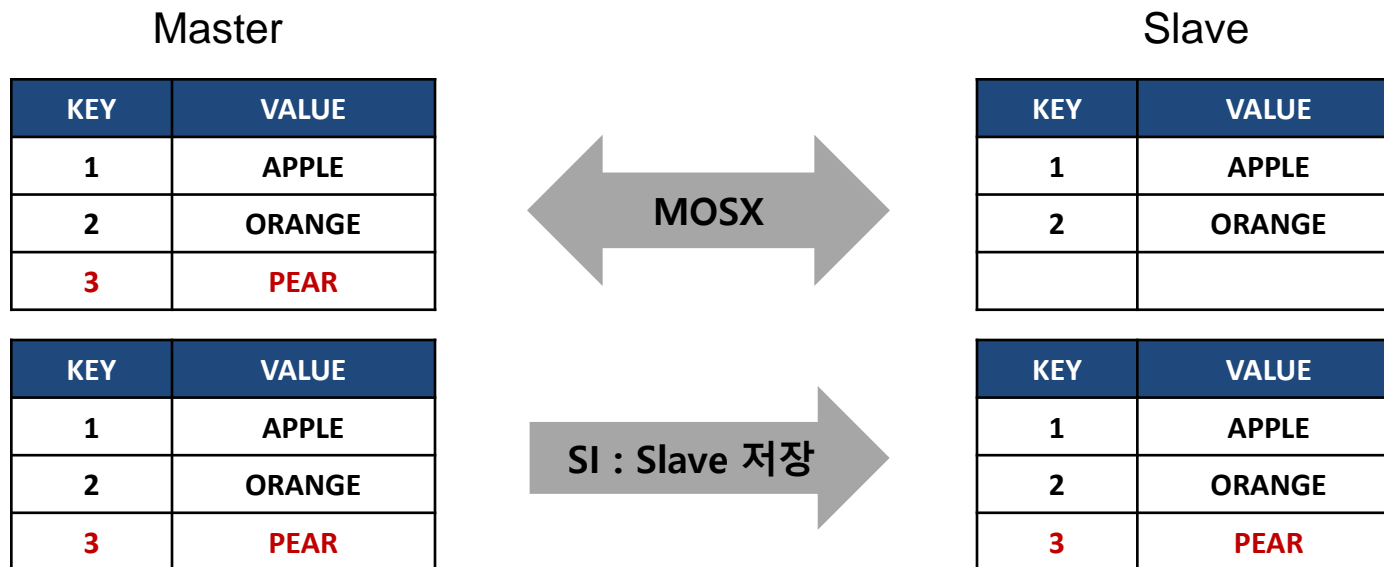 Master
Slave
KEY VALUE
1 APPLE
2 ORANGE
3 PEAR
MOSX
KEY VALUE
1 APPLE
2 ORANGE
KEY VALUE
1 APPLE
2 ORANGE
3 PEAR
SI : Slave 저장
KEY VALUE
1 APPLE
2 ORANGE
3 PEAR